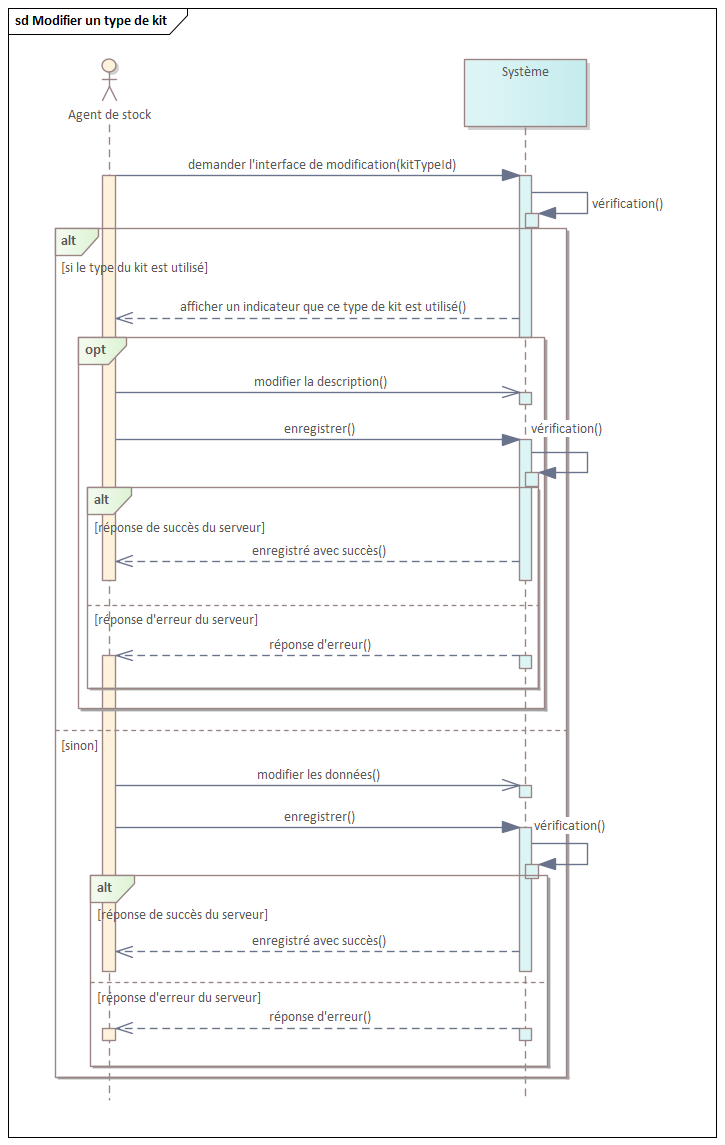 sd Modifier un type de kit
Agent de stock
Système
demander l'interface de modification(kitTypeId)
vérification()
alt
[si le type du kit est utilisé]
afficher un indicateur que ce type de kit est utilisé()
opt
modifier la description()
enregistrer()
vérification()
alt
[réponse de succès du serveur]
enregistré avec succès()
[réponse d'erreur du serveur]
réponse d'erreur()
[sinon]
modifier les données()
enregistrer()
vérification()
alt
[réponse de succès du serveur]
enregistré avec succès()
[réponse d'erreur du serveur]
réponse d'erreur()